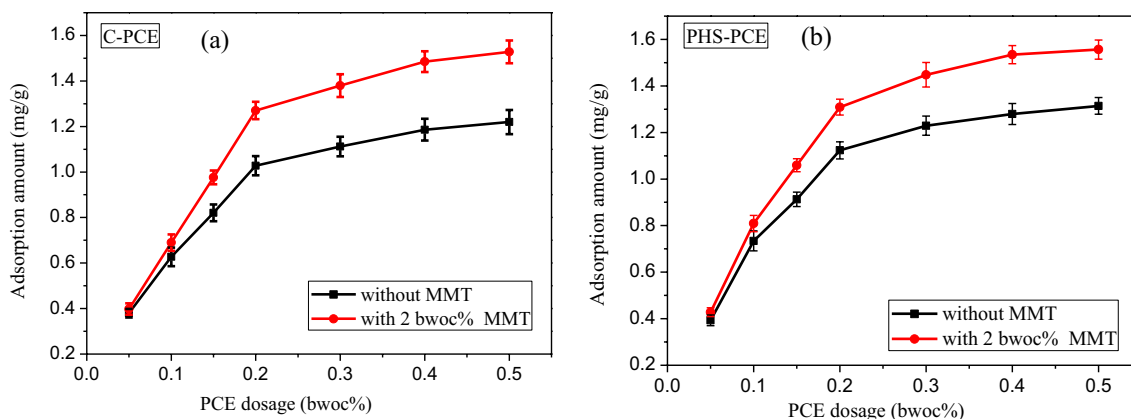 C-PCE
(a)
1.6
1.4
1.2
1.0
0.8
0.6
0.4
0.2
Adsorption amount (mg/g)
without MMT
with 2 bwoc% MMT
0.0 0.1 0.2 0.3 0.4 0.5
PCE dosage (bwoc%)
PHS-PCE
(b)
1.6
1.4
1.2
1.0
0.8
0.6
0.4
0.2
Adsorption amount (mg/g)
without MMT
with 2 bwoc% MMT
0.0 0.1 0.2 0.3 0.4 0.5
PCE dosage (bwoc%)